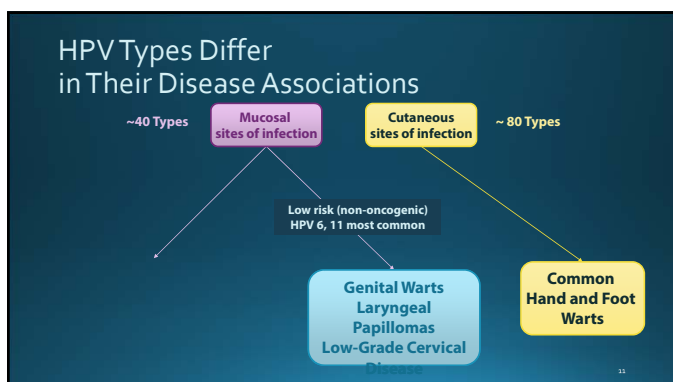 HPV Types Differ
in Their Disease Associations
~40 Types
Mucosal
sites of infection
Cutaneous
sites of infection
~ 80 Types
Low risk (non-oncogenic)
HPV 6, 11 most common
Genital Warts
Laryngeal
Papillomas
Low-Grade Cervical
Disease
Common
Hand and Foot
Warts
11